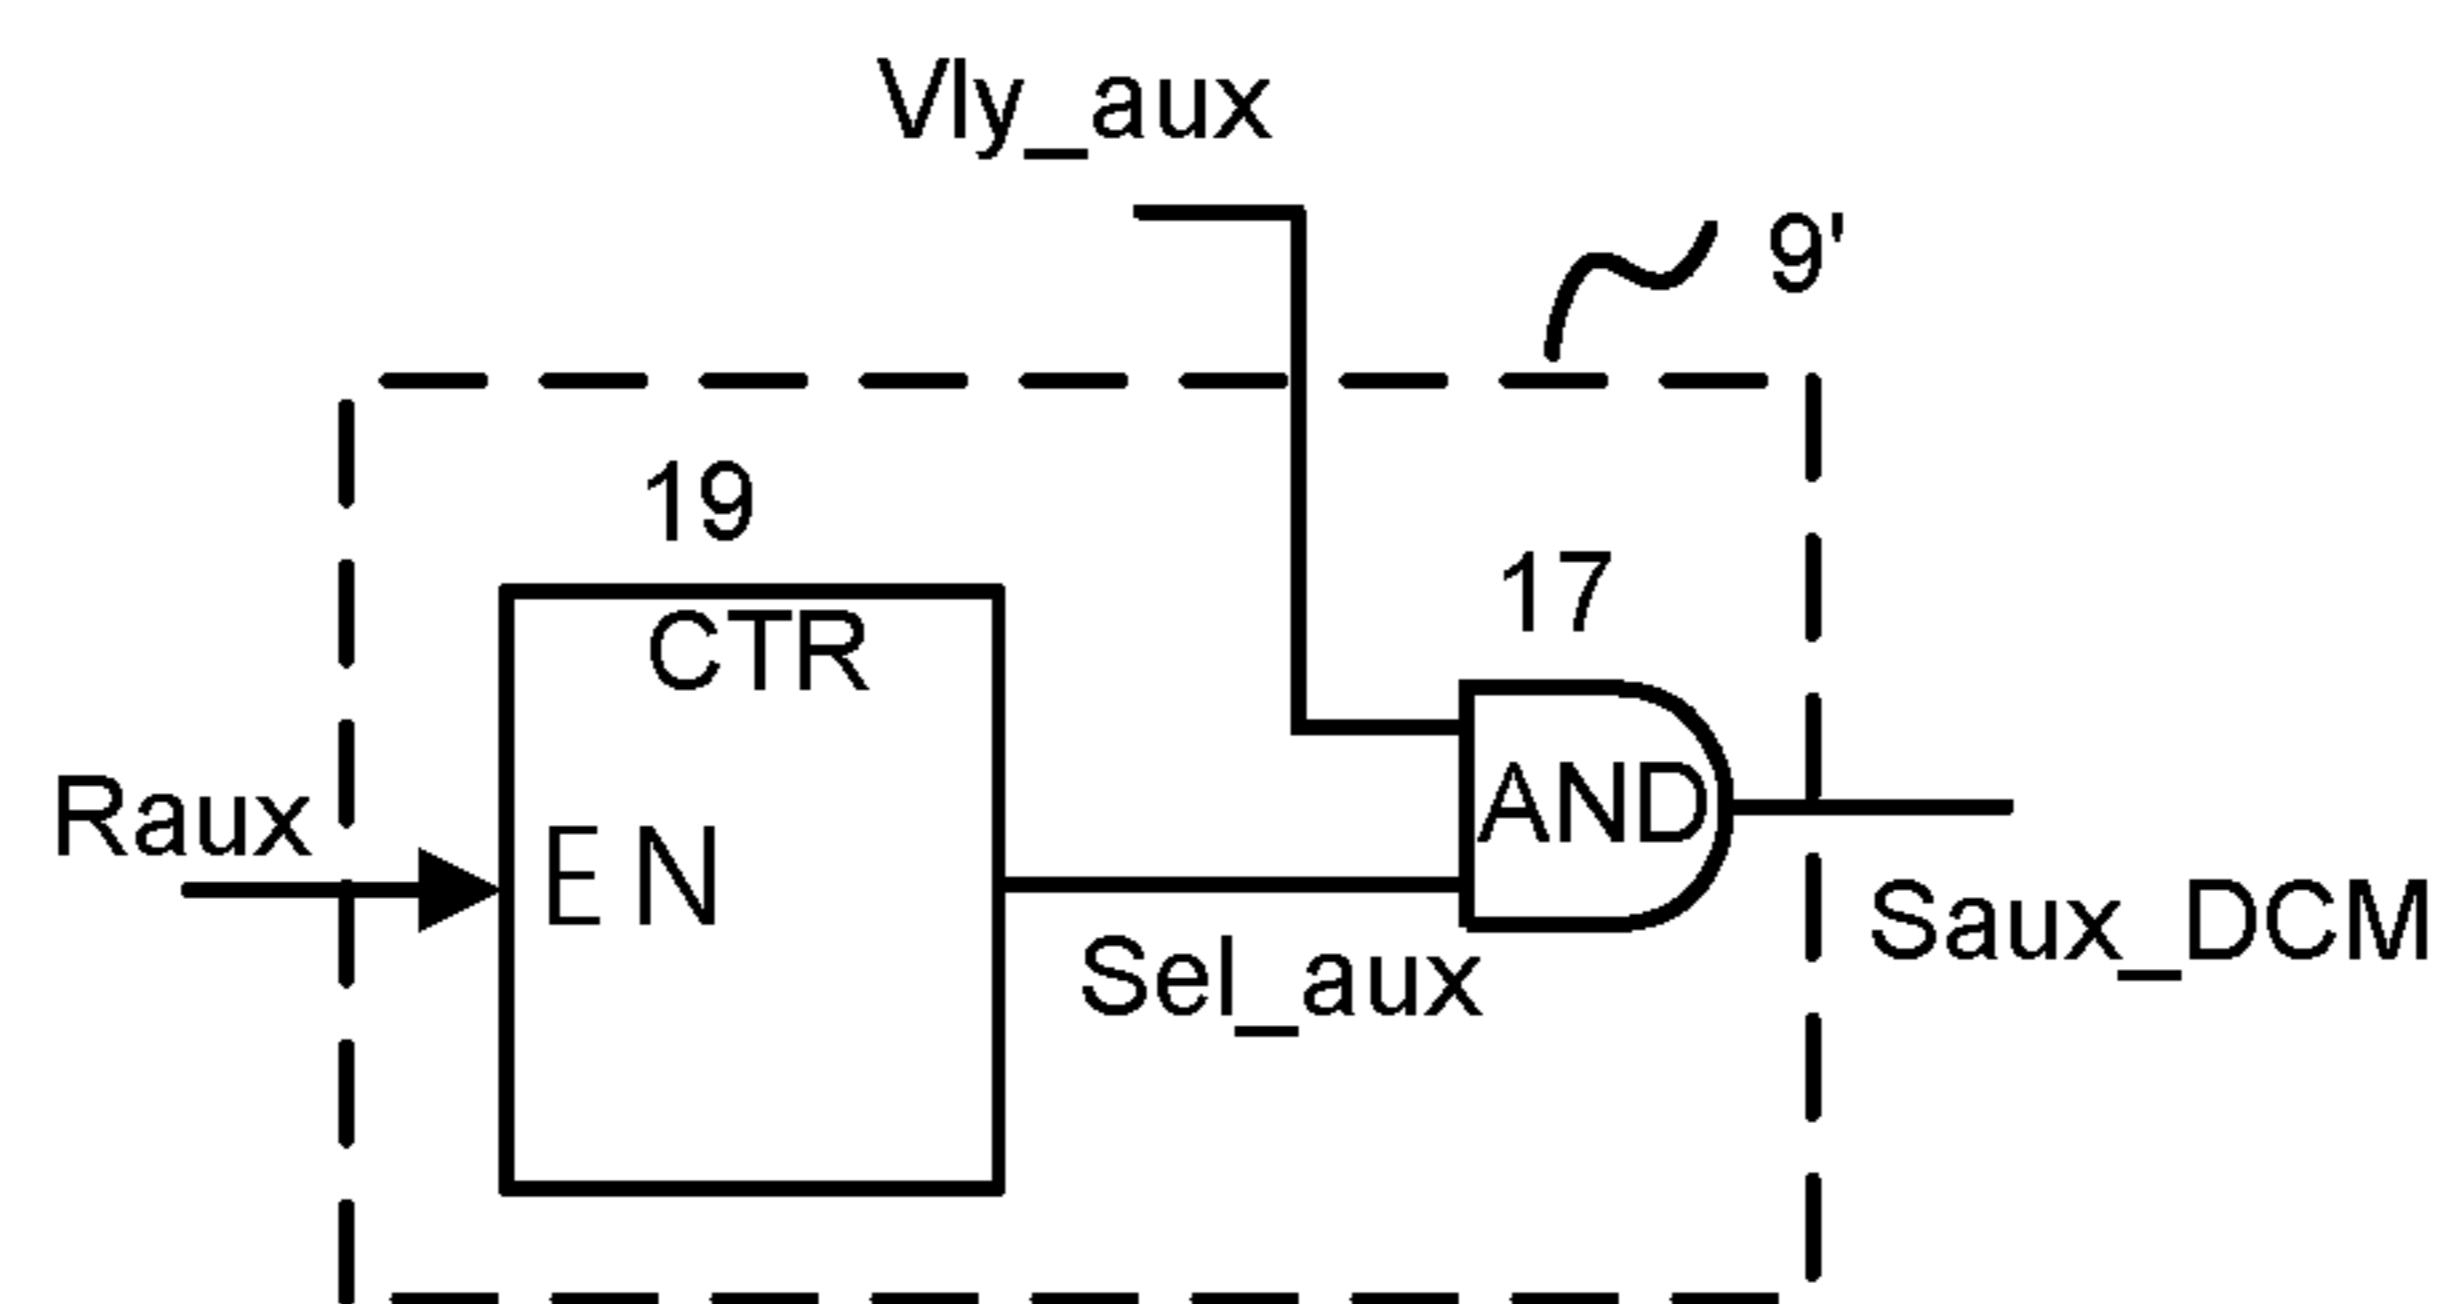 Vly_aux
9'
19
17
CTR
Raux
EN
AND
Sel_aux
Saux_DCM